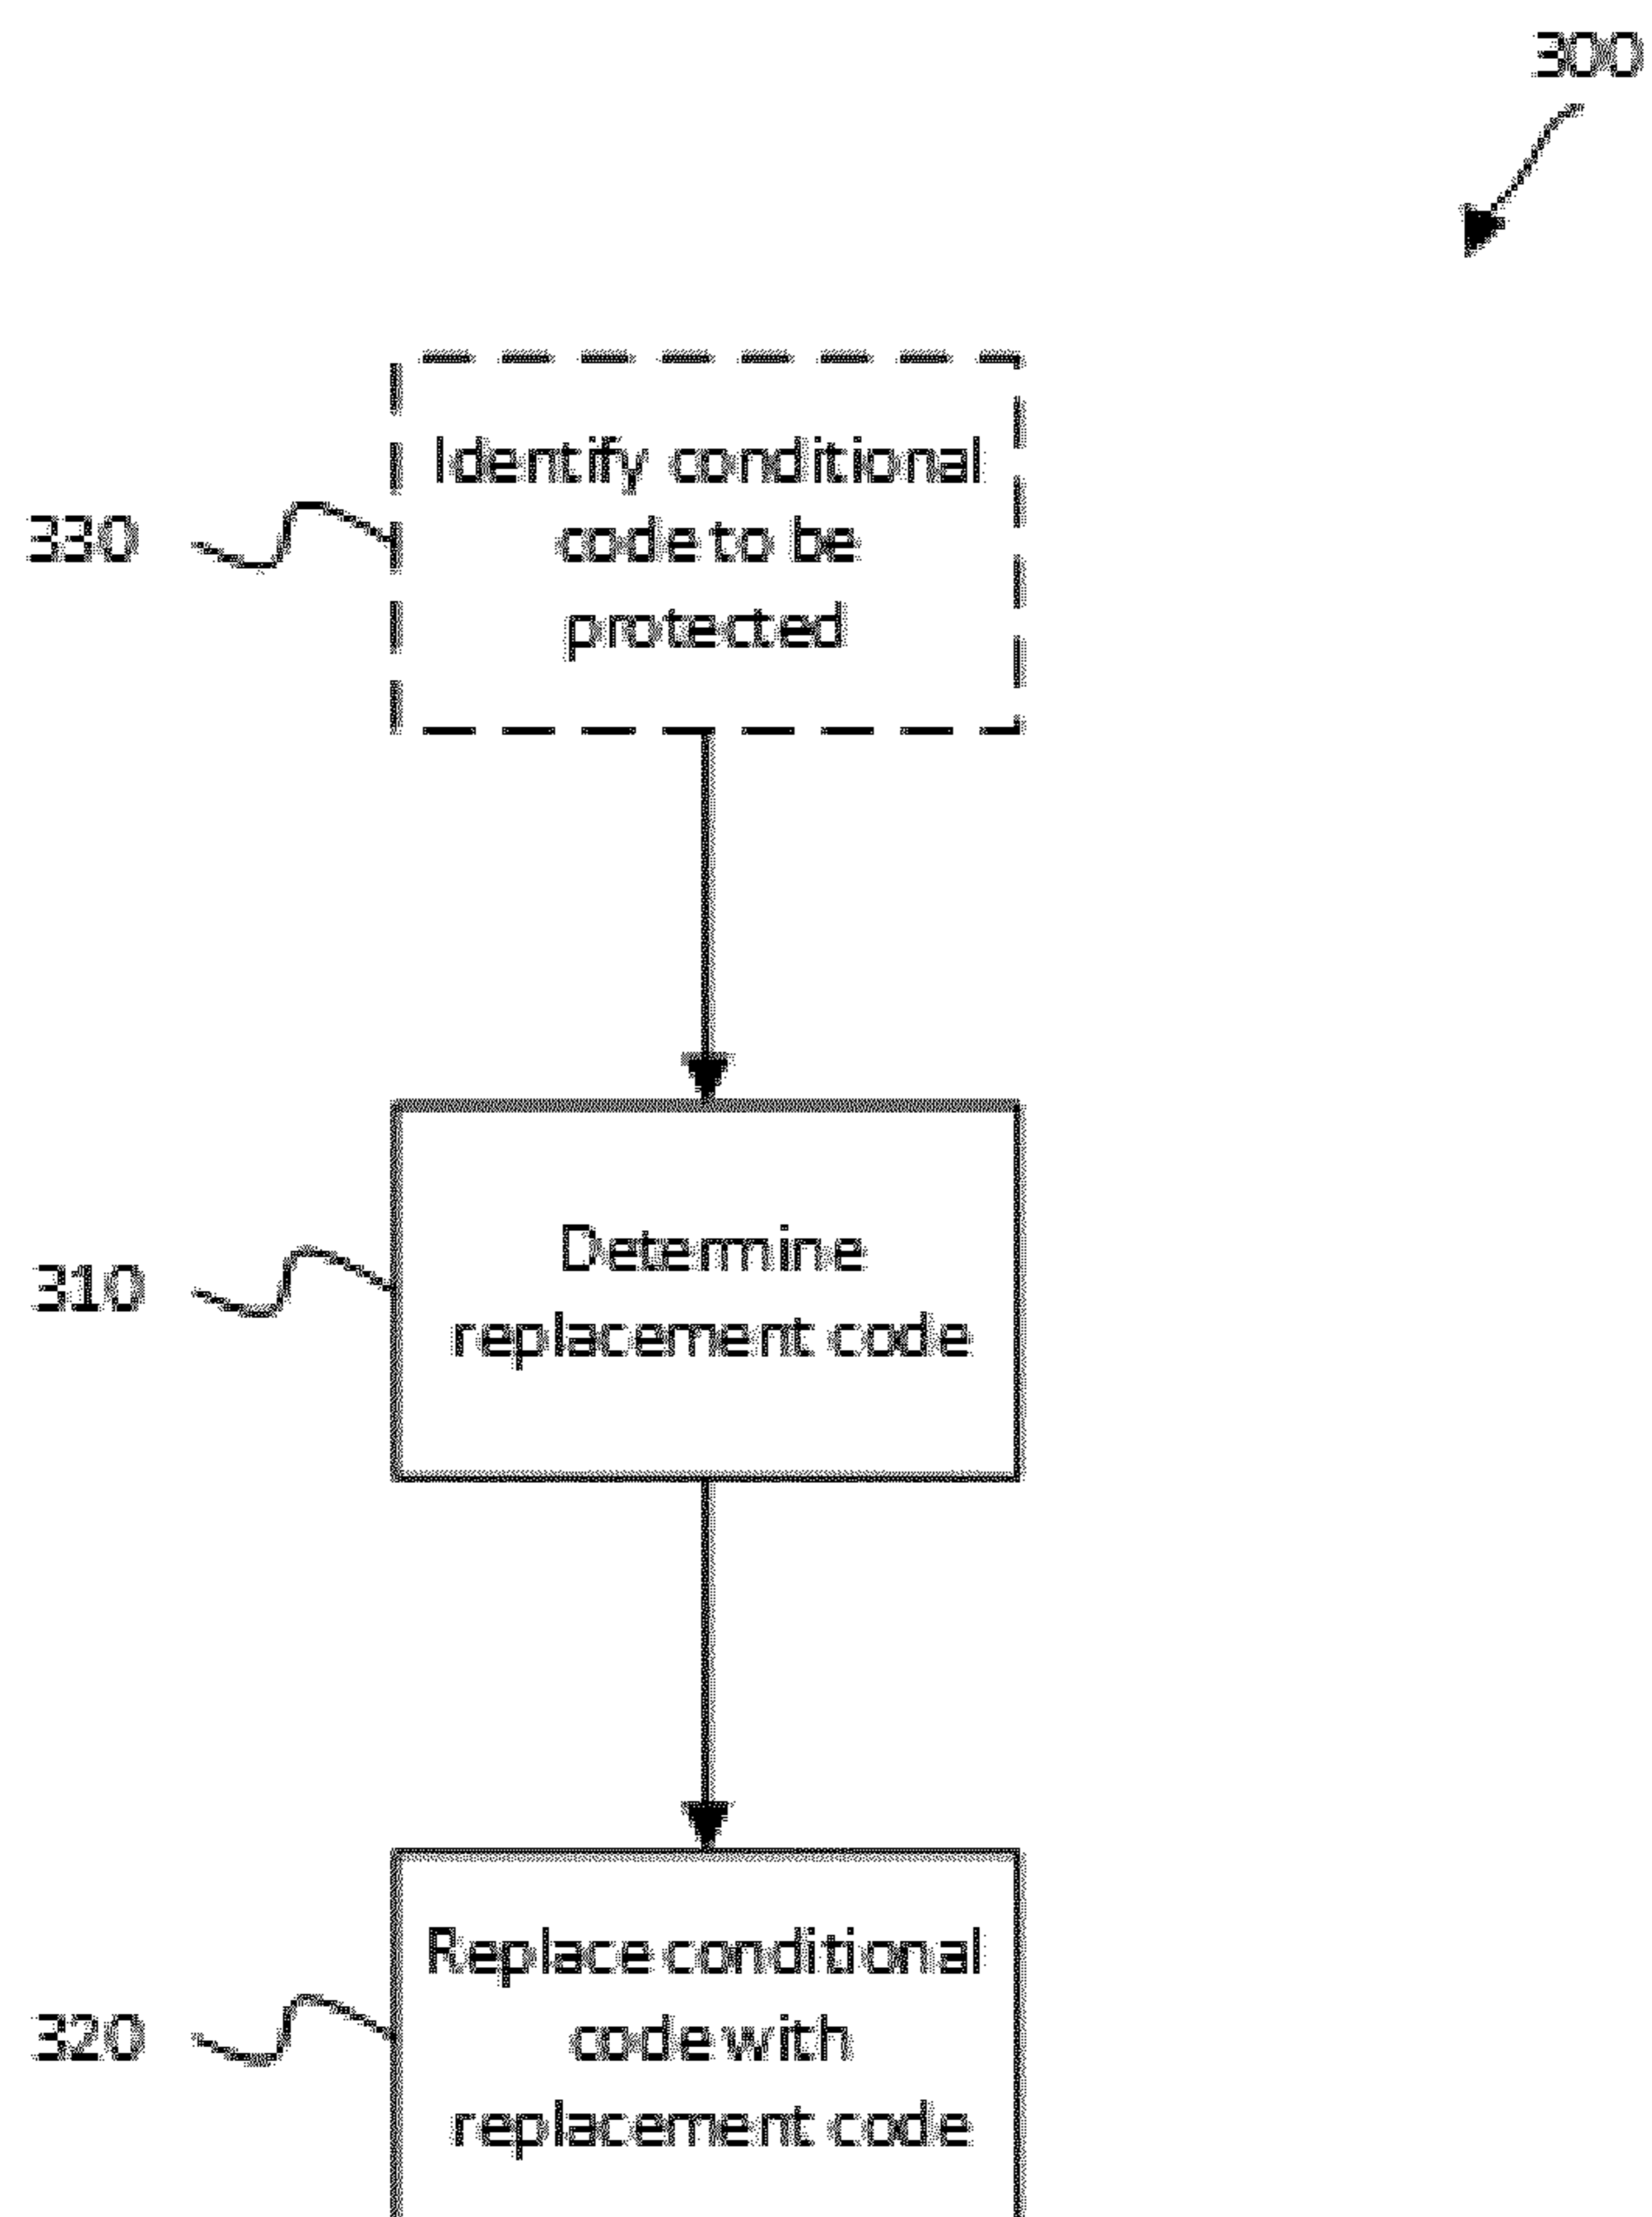 300
330
Identify conditional
code to be
protected
310
Determine
replacement code
320
Replace conditional
code with
replacement code